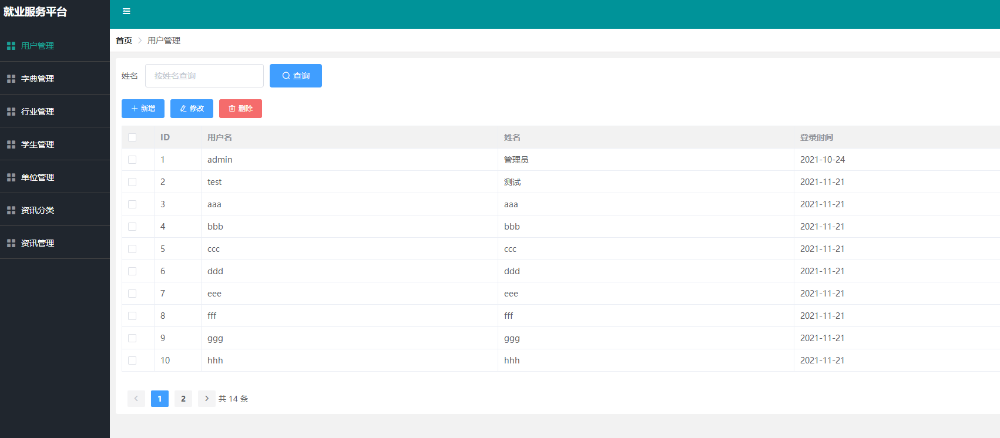 就业服务平台
用户管理
字典管理
行业管理
学生管理
单位管理
资讯分类
资讯管理
首页 用户管理
姓名 按姓名查询 查询
新增 修改 删除
ID 用户名 姓名 登录时间
1 admin 管理员 2021-10-24
2 test 测试 2021-11-21
3 aaa aaa 2021-11-21
4 bbb bbb 2021-11-21
5 ccc ccc 2021-11-21
6 ddd ddd 2021-11-21
7 eee eee 2021-11-21
8 fff fff 2021-11-21
9 ggg ggg 2021-11-21
10 hhh hhh 2021-11-21
1 2 共 14 条